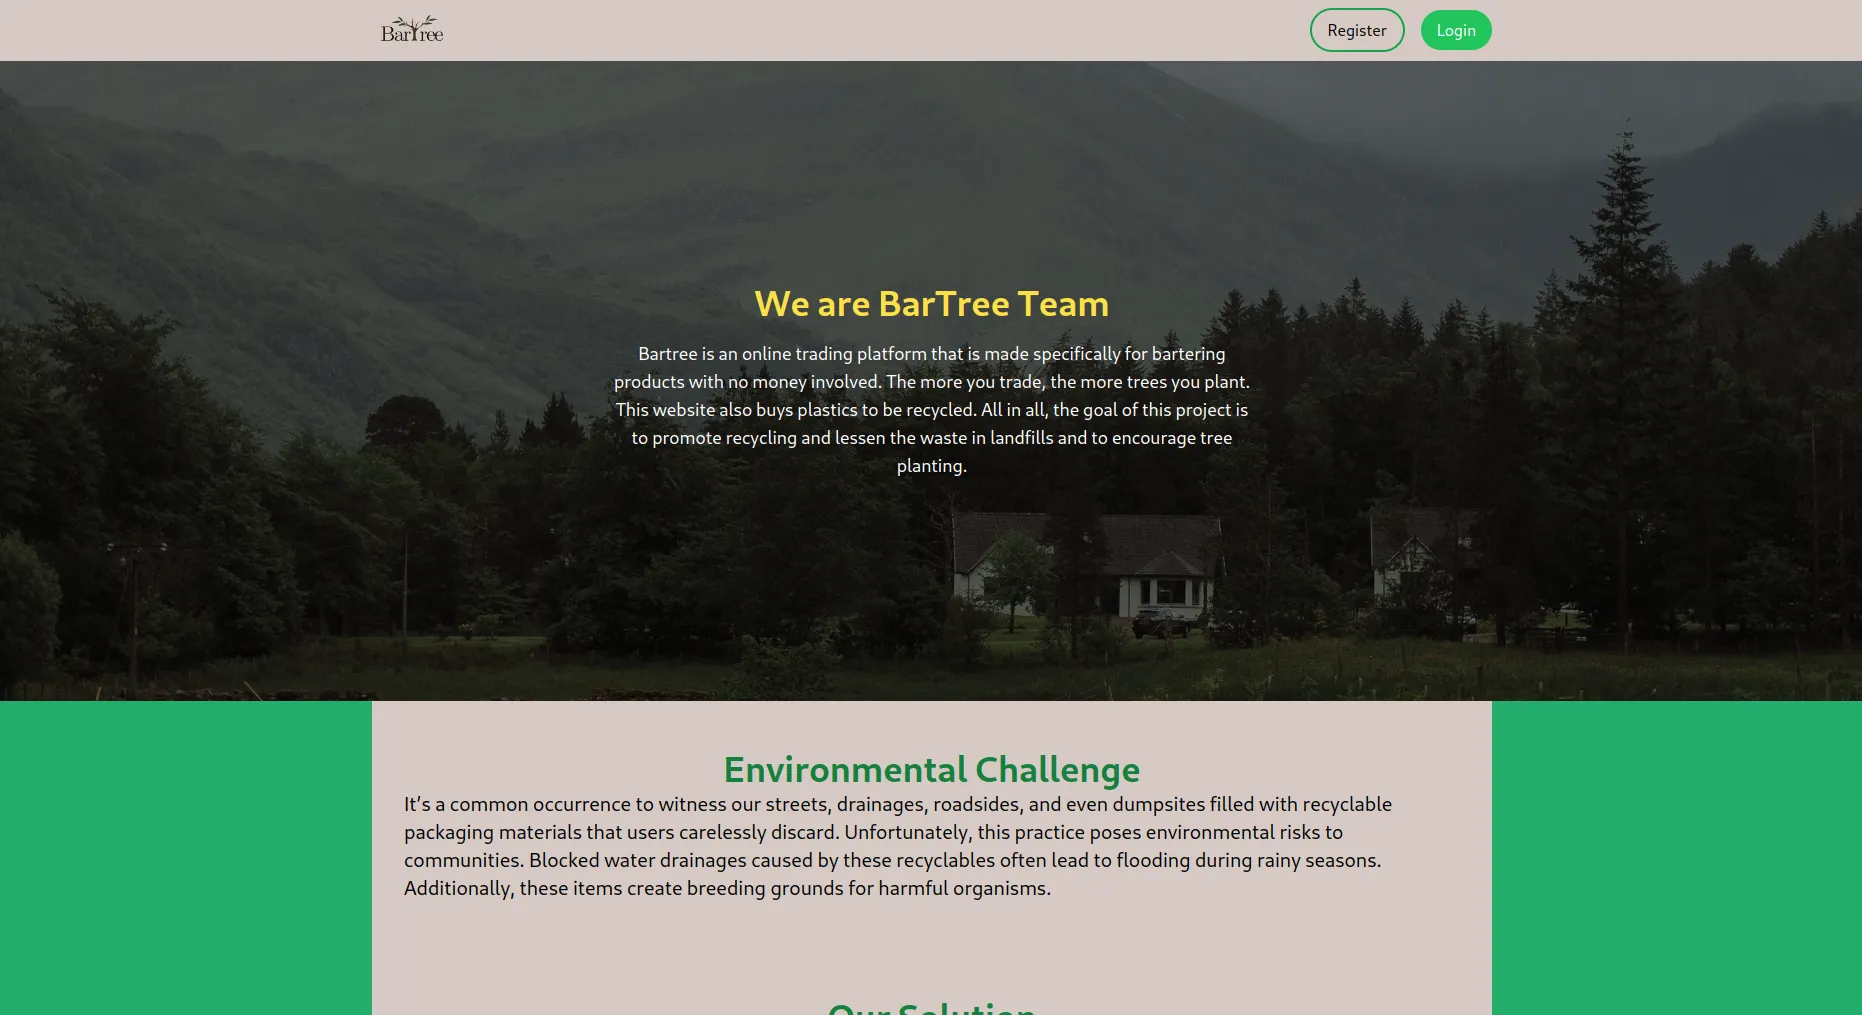 BarTree
Register
Login
We are BarTree Team
Bartree is an online trading platform that is made specifically for bartering
products with no money involved. The more you trade, the more trees you plant.
This website also buys plastics to be recycled. All in all, the goal of this project is
to promote recycling and lessen the waste in landfills and to encourage tree
planting.
Environmental Challenge
It’s a common occurrence to witness our streets, drainages, roadsides, and even dumpsites filled with recyclable
packaging materials that users carelessly discard. Unfortunately, this practice poses environmental risks to
communities. Blocked water drainages caused by these recyclables often lead to flooding during rainy seasons.
Additionally, these items create breeding grounds for harmful organisms.
Our Solution